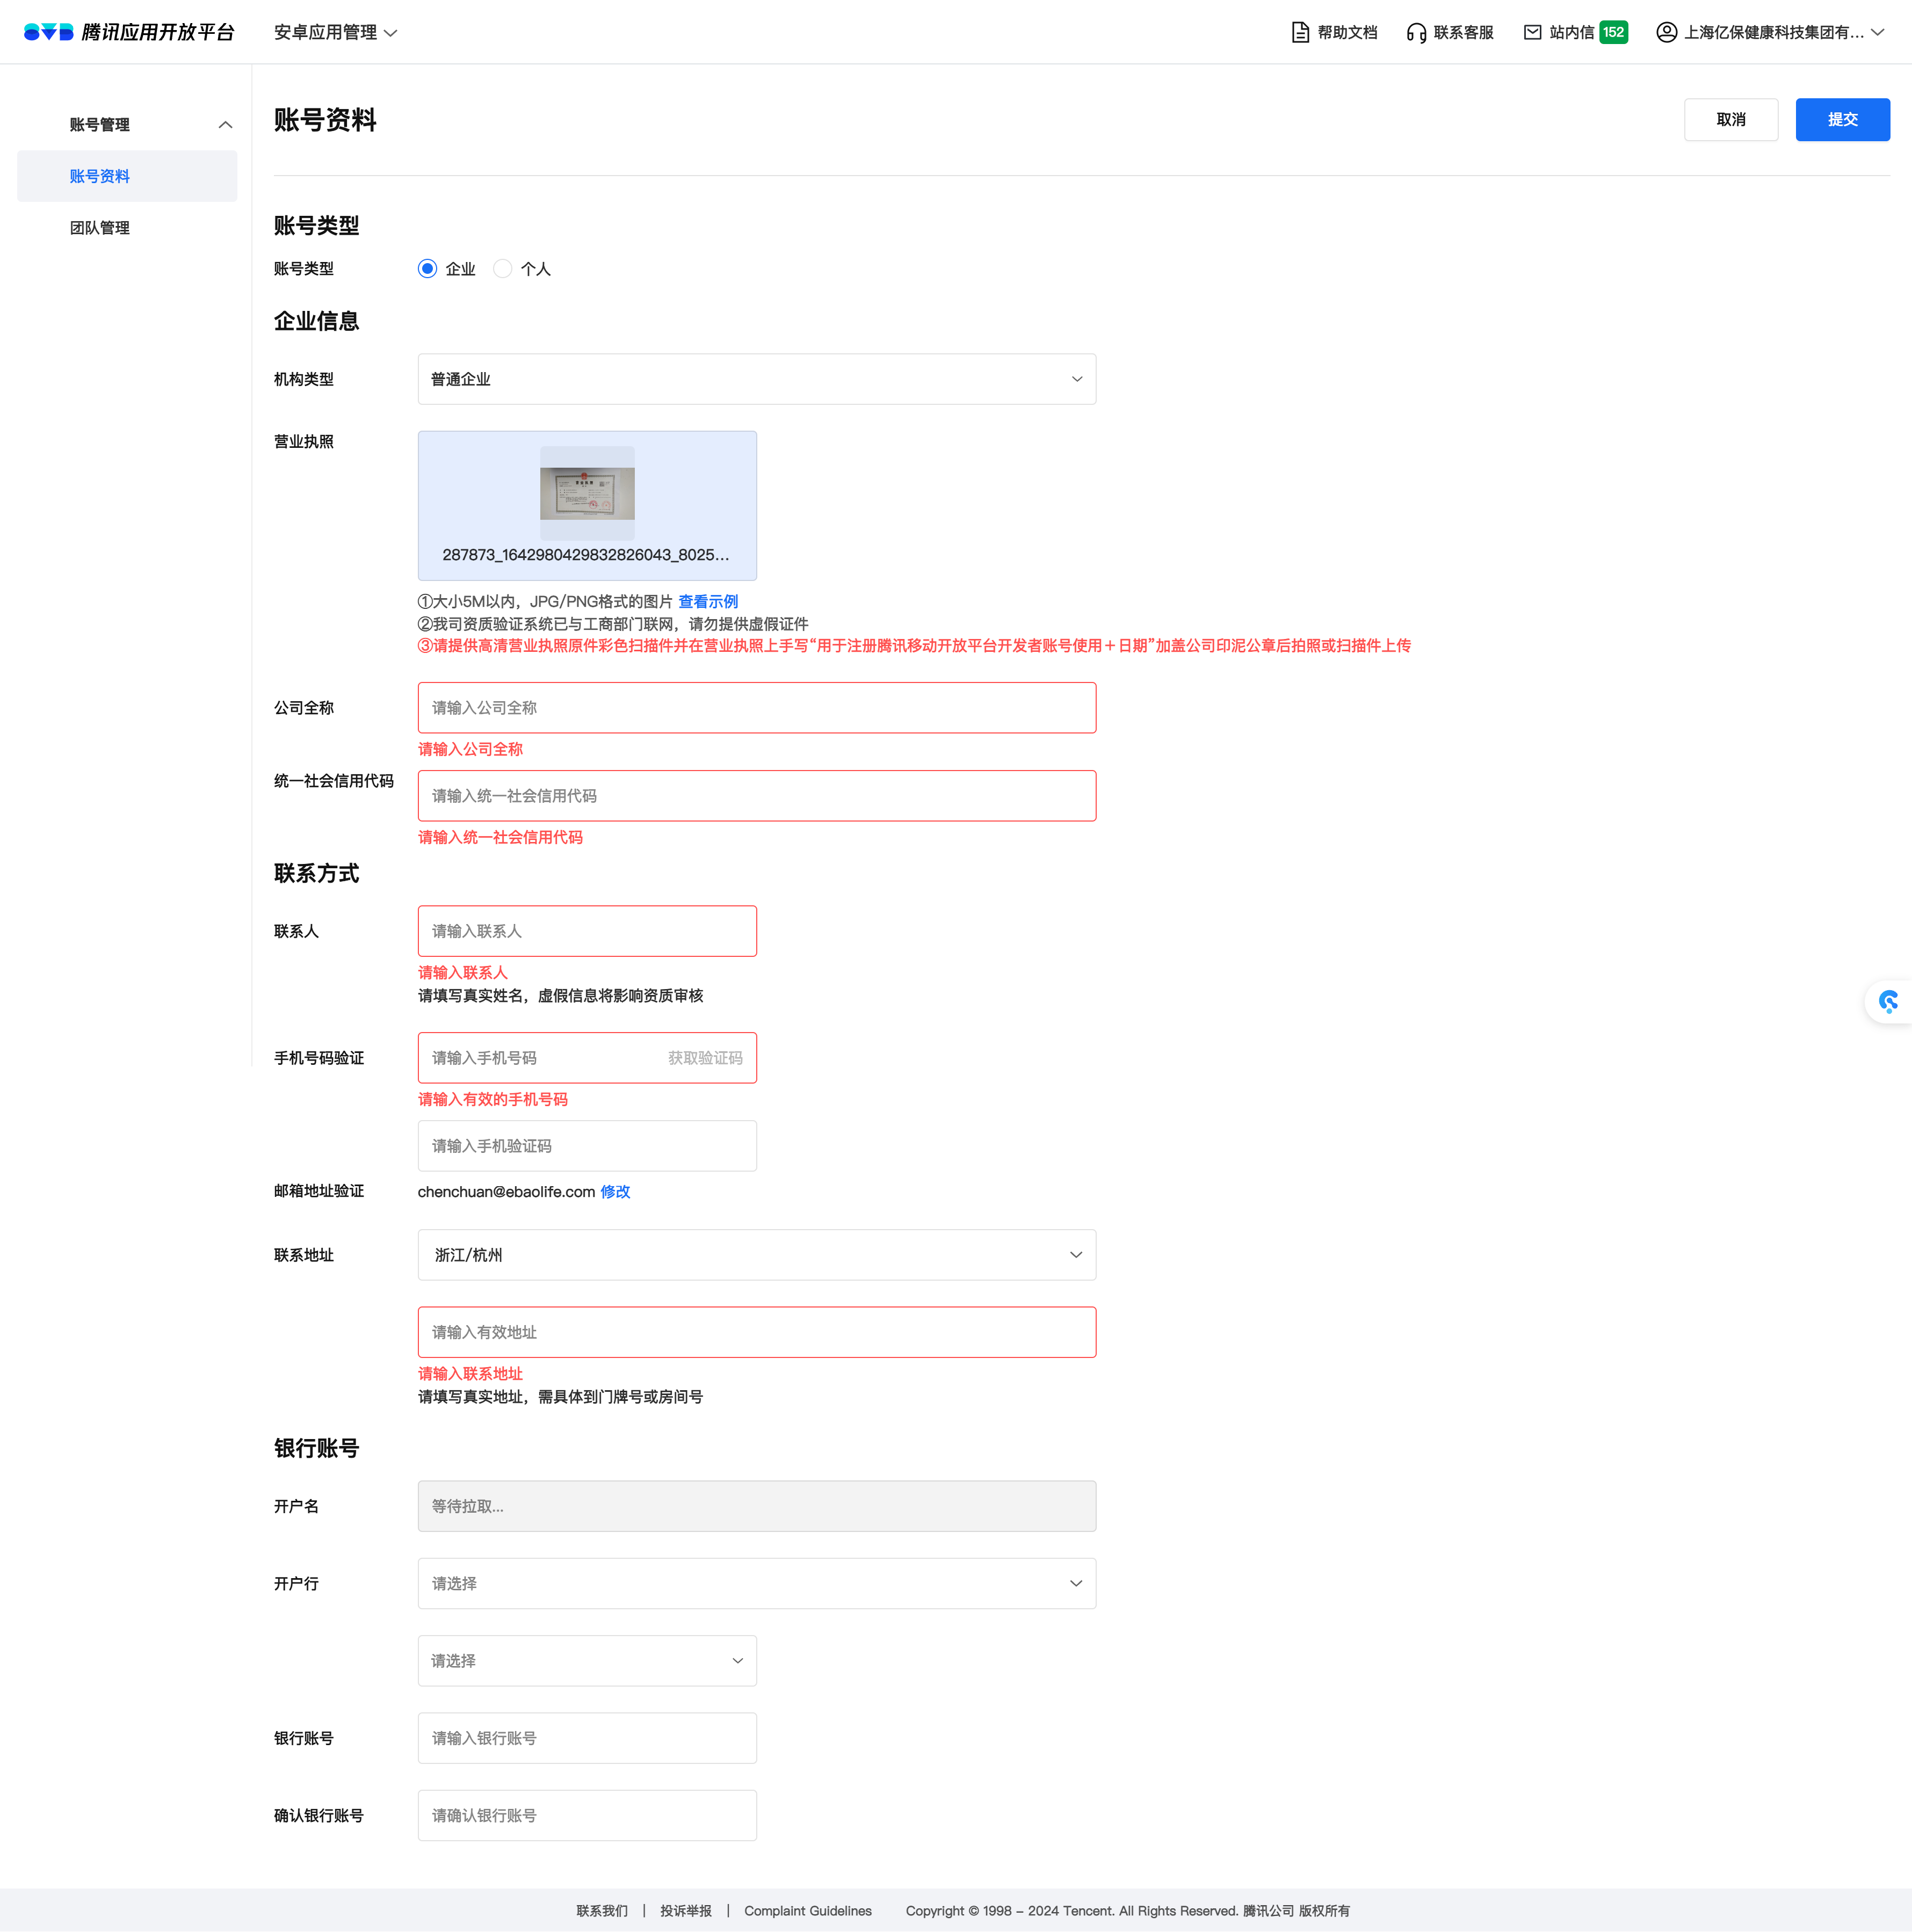 腾讯应用开放平台
安卓应用管理
帮助文档
联系客服
站内信 152
上海亿保健康科技集团有...
账号管理
账号资料
团队管理
账号资料
取消
提交
账号类型
账号类型
企业
个人
企业信息
机构类型
普通企业
营业执照
287873_1642980429832826043_8025...
①大小5M以内，JPG/PNG格式的图片 查看示例
②我司资质验证系统已与工商部门联网，请勿提供虚假证件
③请提供高清营业执照原件彩色扫描件并在营业执照上手写“用于注册腾讯移动开放平台开发者账号使用＋日期”加盖公司印泥公章后拍照或扫描件上传
公司全称
请输入公司全称
请输入公司全称
统一社会信用代码
请输入统一社会信用代码
请输入统一社会信用代码
联系方式
联系人
请输入联系人
请输入联系人
请填写真实姓名，虚假信息将影响资质审核
手机号码验证
请输入手机号码
获取验证码
请输入有效的手机号码
请输入手机验证码
邮箱地址验证
chenchuan@ebaolife.com 修改
联系地址
浙江/杭州
请输入有效地址
请输入联系地址
请填写真实地址，需具体到门牌号或房间号
银行账号
开户名
等待拉取...
开户行
请选择
请选择
银行账号
请输入银行账号
确认银行账号
请确认银行账号
联系我们 | 投诉举报 | Complaint Guidelines Copyright © 1998 – 2024 Tencent. All Rights Reserved. 腾讯公司 版权所有